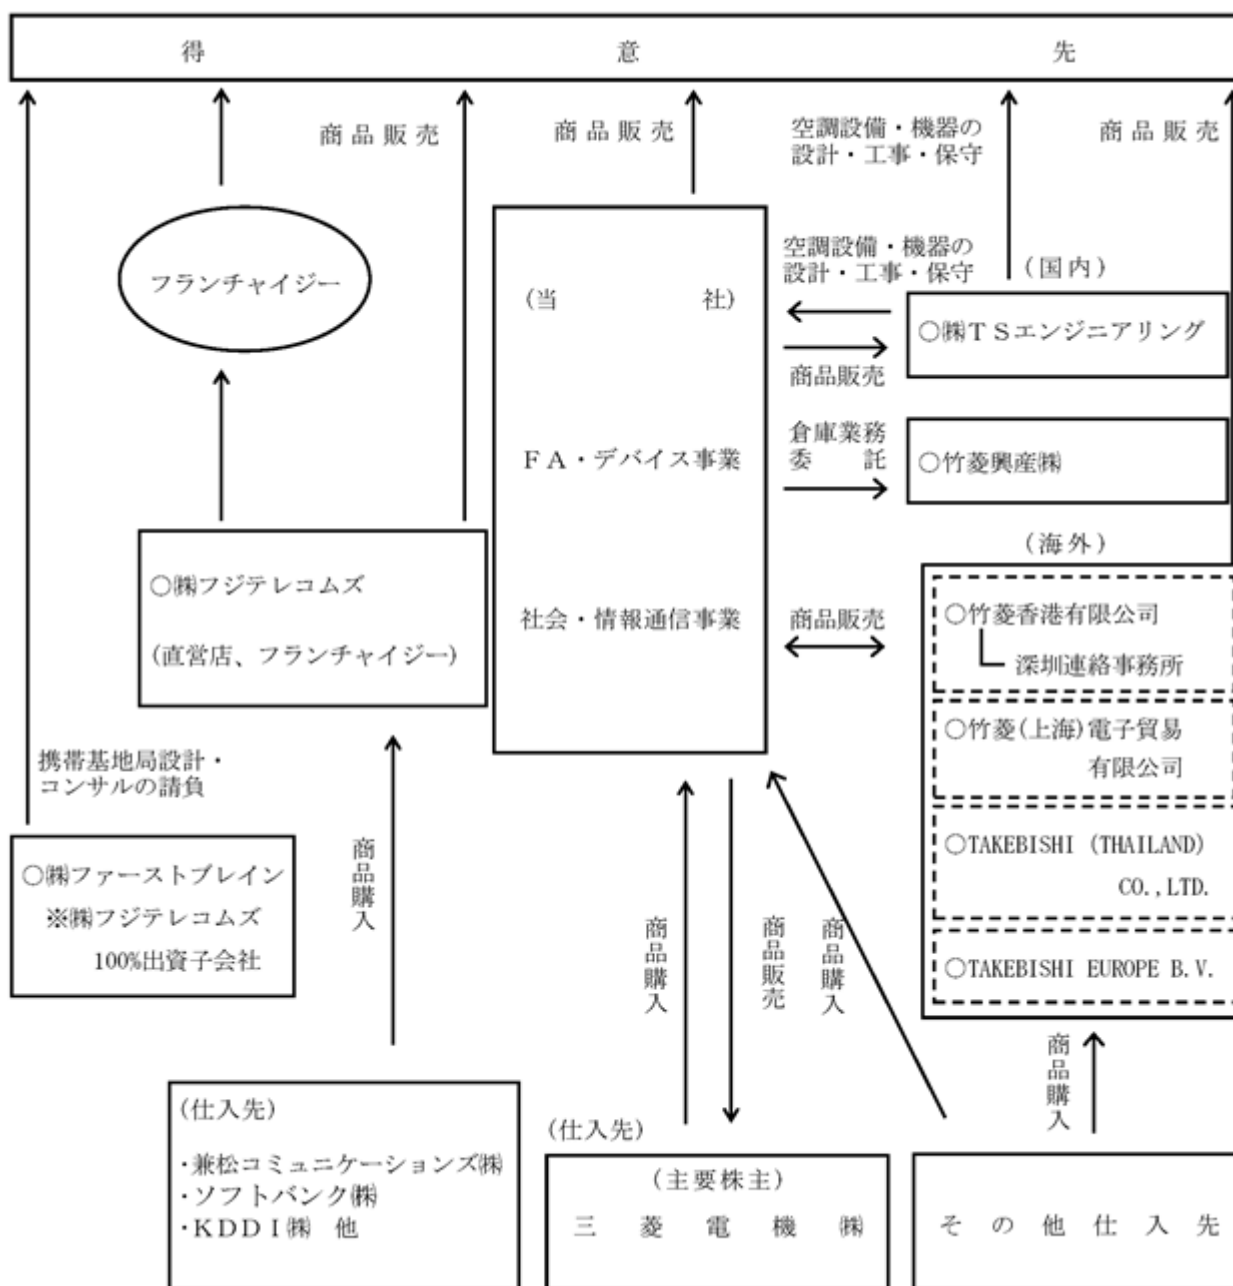 得意先
商品販売
商品販売
空調設備・機器の
設計・工事・保守
商品販売
フランチャイジー
(当社)
空調設備・機器の
設計・工事・保守
(国内)
○㈱ＴＳエンジニアリング
商品販売
ＦＡ・デバイス事業
倉庫業務
委託
○竹菱興産㈱
(海外)
○㈱フジテレコムズ
(直営店、フランチャイジー)
社会・情報通信事業
商品販売
○竹菱香港有限公司
深圳連絡事務所
○竹菱(上海)電子貿易
有限公司
○TAKEBISHI (THAILAND)
CO.,LTD.
○TAKEBISHI EUROPE B.V.
携帯基地局設計・
コンサルの請負
○㈱ファーストブレイン
※㈱フジテレコムズ
100%出資子会社
商品購入
商品購入
商品販売
商品購入
商品購入
(仕入先)
・兼松コミュニケーションズ㈱
・ソフトバンク㈱
・ＫＤＤＩ㈱ 他
(仕入先)
(主要株主)
三菱電機㈱
その他仕入先